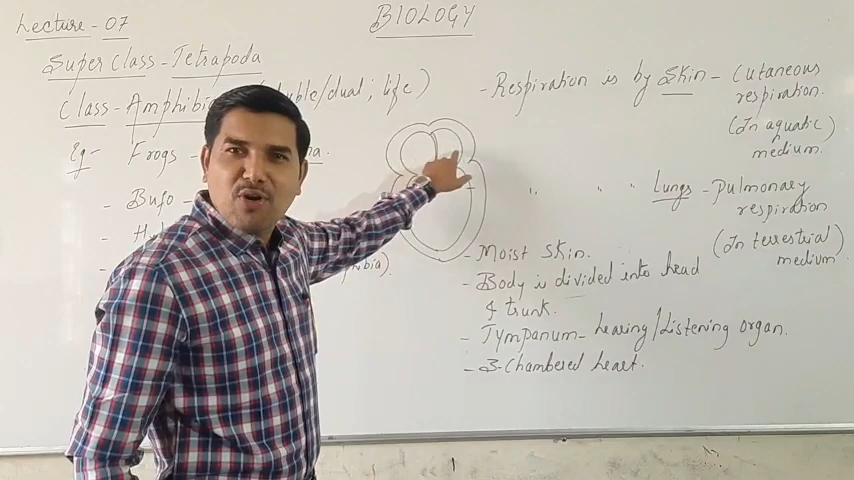 Lecture - 07
BIOLOGY
Super Class - Tetrapoda
Class - Amphibia (double/dual; life)
Eg - Frogs
- Bufo -
- Respiration is by Skin - Cutaneous respiration.
(In aquatic medium.)
" " " Lungs - Pulmonary respiration
(In terrestrial medium.)
- Moist Skin.
- Body is divided into head
& trunk.
- Tympanum - hearing/listening organ.
- 3-Chambered heart.